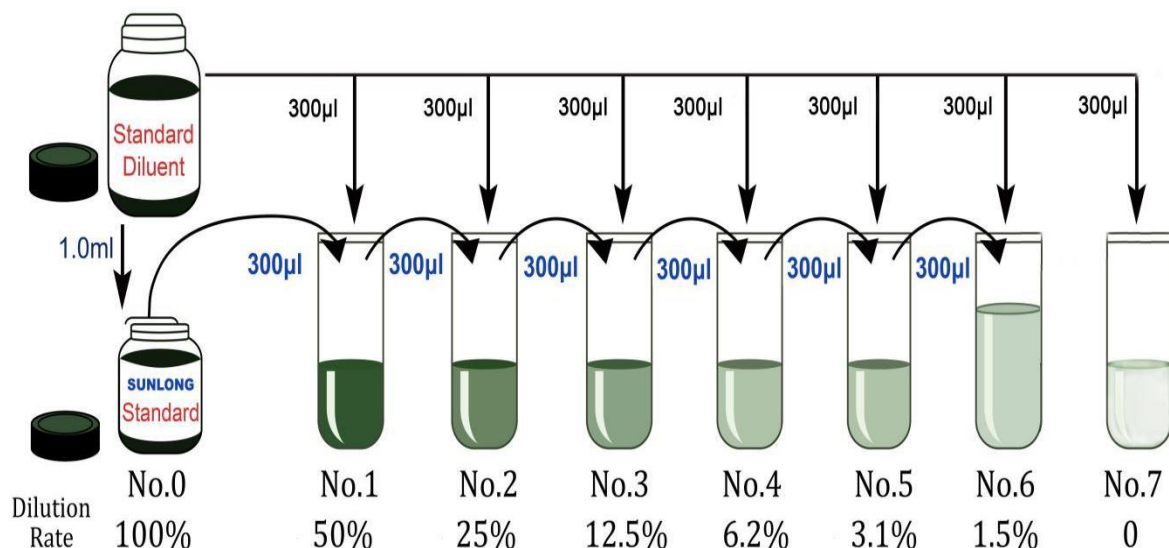 300µl 300µl 300µl 300µl 300µl 300µl 300µl
Standard
Diluent
1.0ml
300µl 300µl 300µl 300µl 300µl 300µl
SUNLONG
Standard
No.0 No.1 No.2 No.3 No.4 No.5 No.6 No.7
Dilution
Rate 100% 50% 25% 12.5% 6.2% 3.1% 1.5% 0